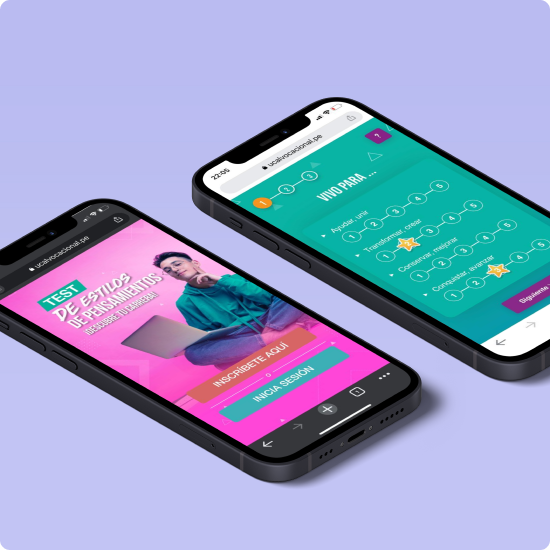 ucalvocacional.pe
TEST
DE ESTILOS
DE PENSAMIENTOS
¡DESCUBRE TU CARRERA!
INSCRÍBETE AQUÍ
O
INICIA SESIÓN
22:05
ucalvocacional.pe
?
1 2 3
VIVO PARA ...
Ayudar, unir
1 2 3 4 5
Transformar, crear
1 2 3 4 5
Conservar, mejorar
1 2 3 4 5
Conquistar, avanzar
1 2 3 4 5
Siguiente